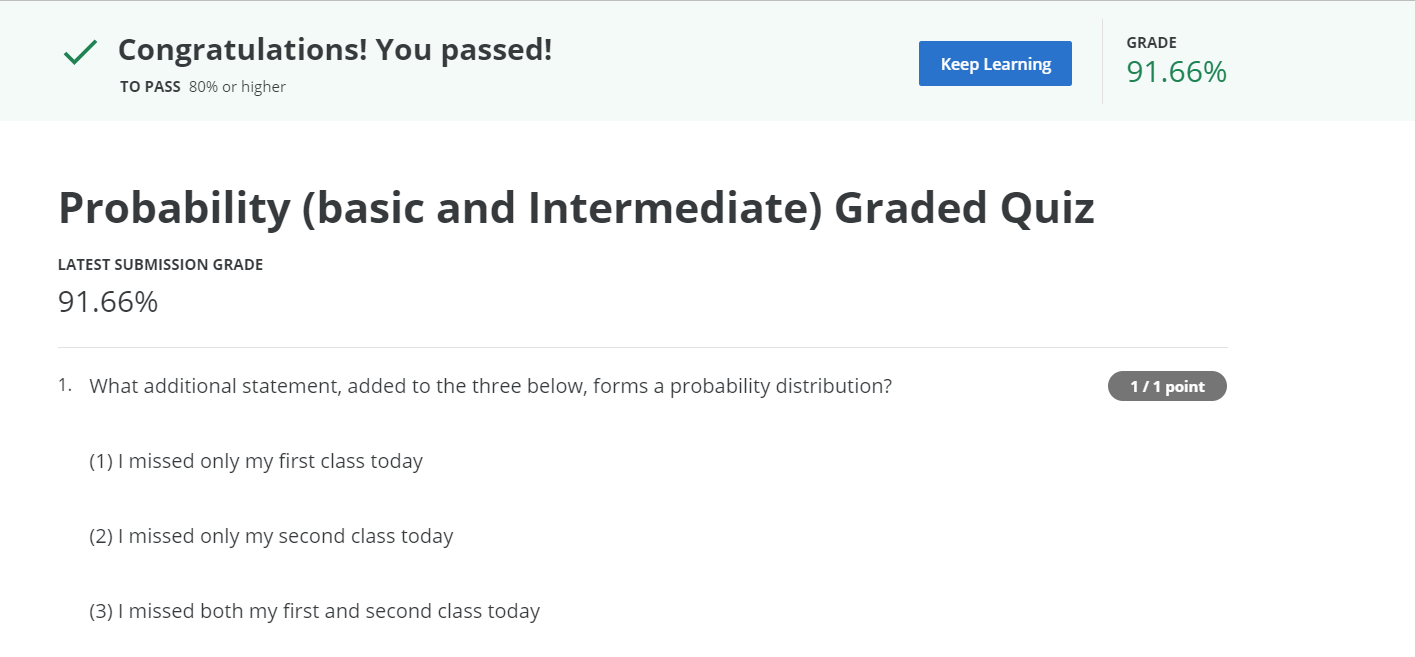 Congratulations! You passed!
TO PASS 80% or higher
Keep Learning
GRADE
91.66%
Probability (basic and Intermediate) Graded Quiz
LATEST SUBMISSION GRADE
91.66%
1. What additional statement, added to the three below, forms a probability distribution?
1 / 1 point
(1) I missed only my first class today
(2) I missed only my second class today
(3) I missed both my first and second class today